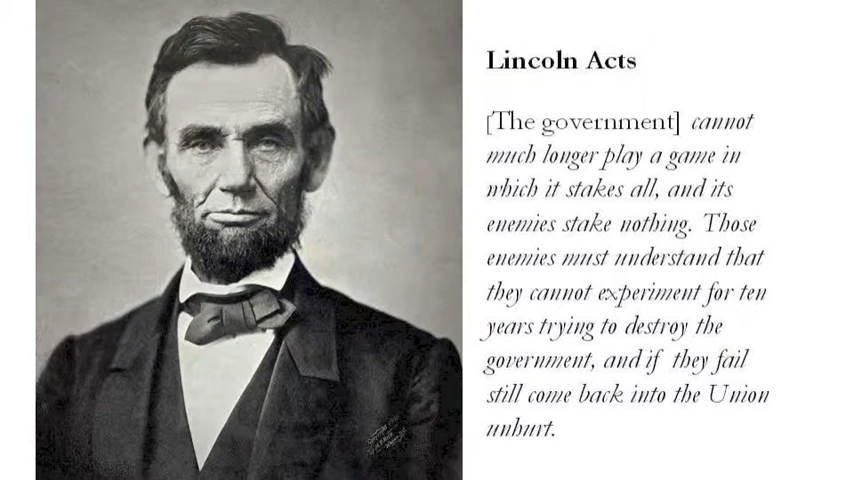 Lincoln Acts
[The government] cannot
much longer play a game in
which it stakes all, and its
enemies stake nothing. Those
enemies must understand that
they cannot experiment for ten
years trying to destroy the
government, and if they fail
still come back into the Union
unhurt.